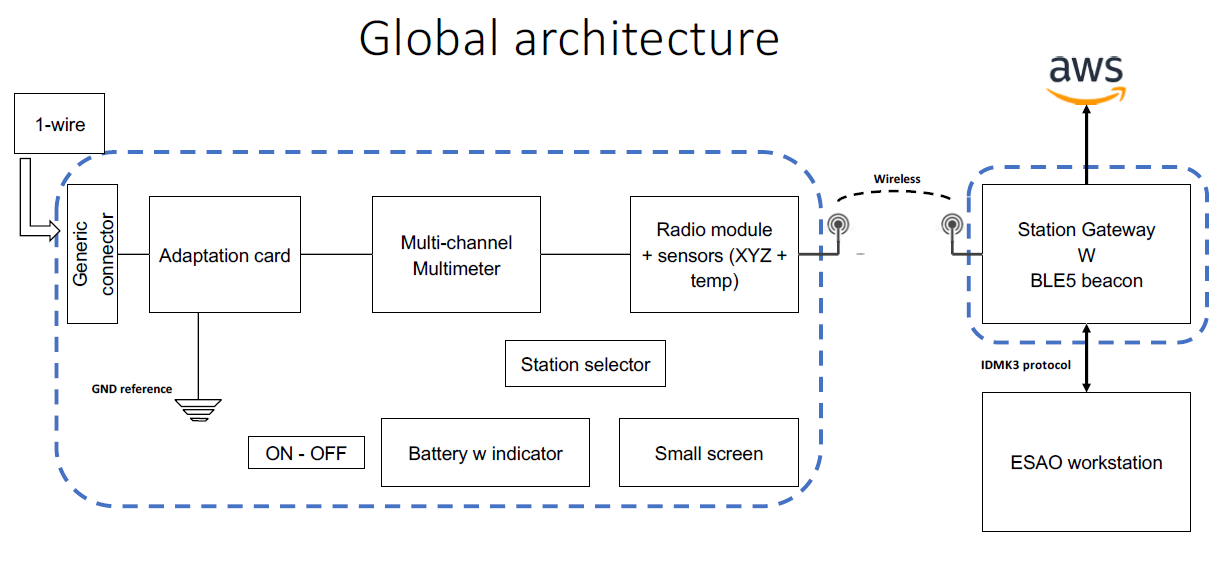 Global architecture
aws
1-wire
Generic
connector
Adaptation card
Multi-channel
Multimeter
Radio module
+ sensors (XYZ +
temp)
Wireless
Station Gateway
W
BLE5 beacon
Station selector
GND reference
IDMK3 protocol
ON - OFF
Battery w indicator
Small screen
ESAO workstation